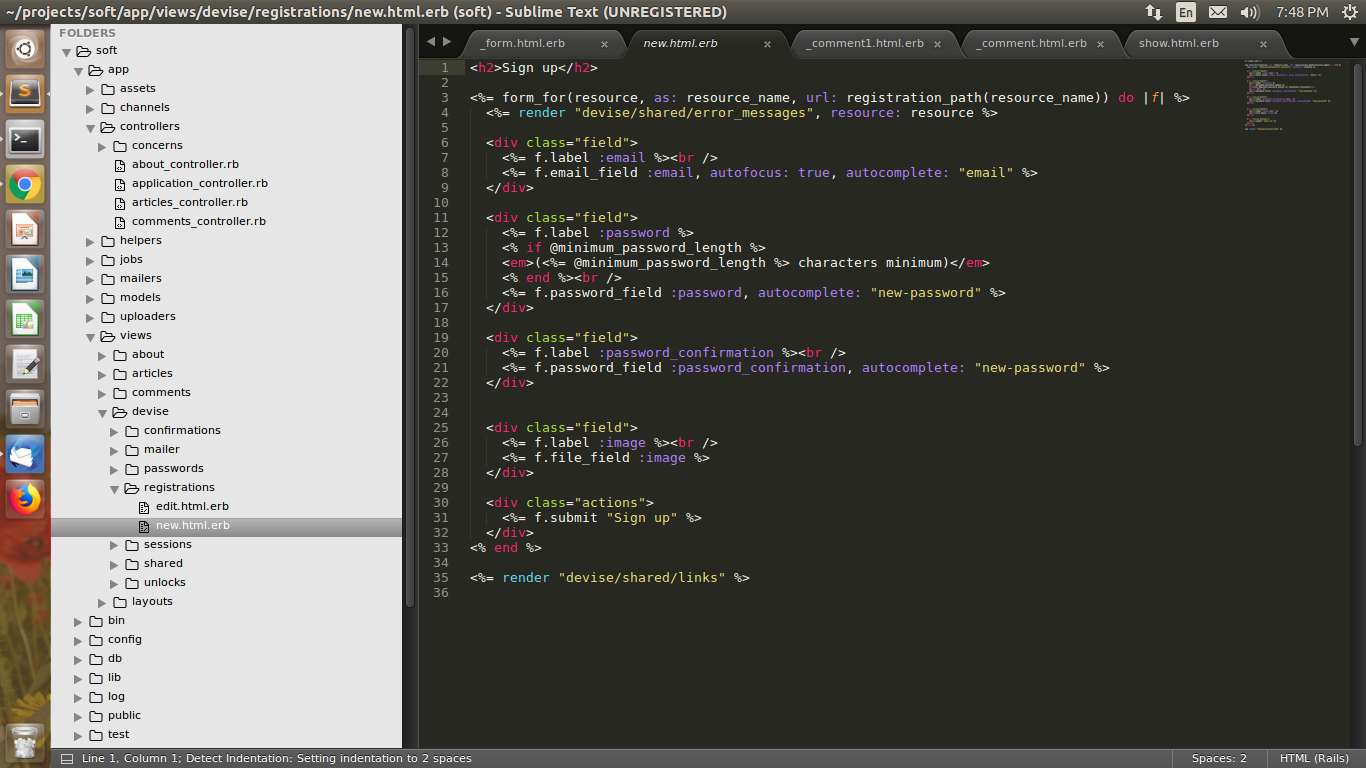 ~/projects/soft/app/views/devise/registrations/new.html.erb (soft) - Sublime Text (UNREGISTERED)
En
7:48 PM
FOLDERS
soft
app
assets
channels
controllers
concerns
about_controller.rb
application_controller.rb
articles_controller.rb
comments_controller.rb
helpers
jobs
mailers
models
uploaders
views
about
articles
comments
devise
confirmations
mailer
passwords
registrations
edit.html.erb
new.html.erb
sessions
shared
unlocks
layouts
bin
config
db
lib
log
public
test
_form.html.erb ×
new.html.erb ×
_comment1.html.erb ×
_comment.html.erb ×
show.html.erb ×
1 <h2>Sign up</h2>
2
3 <%= form_for(resource, as: resource_name, url: registration_path(resource_name)) do |f| %>
4   <%= render "devise/shared/error_messages", resource: resource %>
5
6   <div class="field">
7     <%= f.label :email %><br />
8     <%= f.email_field :email, autofocus: true, autocomplete: "email" %>
9   </div>
10
11   <div class="field">
12     <%= f.label :password %>
13     <% if @minimum_password_length %>
14     <em>(<%= @minimum_password_length %> characters minimum)</em>
15     <% end %><br />
16     <%= f.password_field :password, autocomplete: "new-password" %>
17   </div>
18
19   <div class="field">
20     <%= f.label :password_confirmation %><br />
21     <%= f.password_field :password_confirmation, autocomplete: "new-password" %>
22   </div>
23
24
25   <div class="field">
26     <%= f.label :image %><br />
27     <%= f.file_field :image %>
28   </div>
29
30   <div class="actions">
31     <%= f.submit "Sign up" %>
32   </div>
33 <% end %>
34
35 <%= render "devise/shared/links" %>
36
Line 1, Column 1; Detect Indentation: Setting indentation to 2 spaces
Spaces: 2
HTML (Rails)